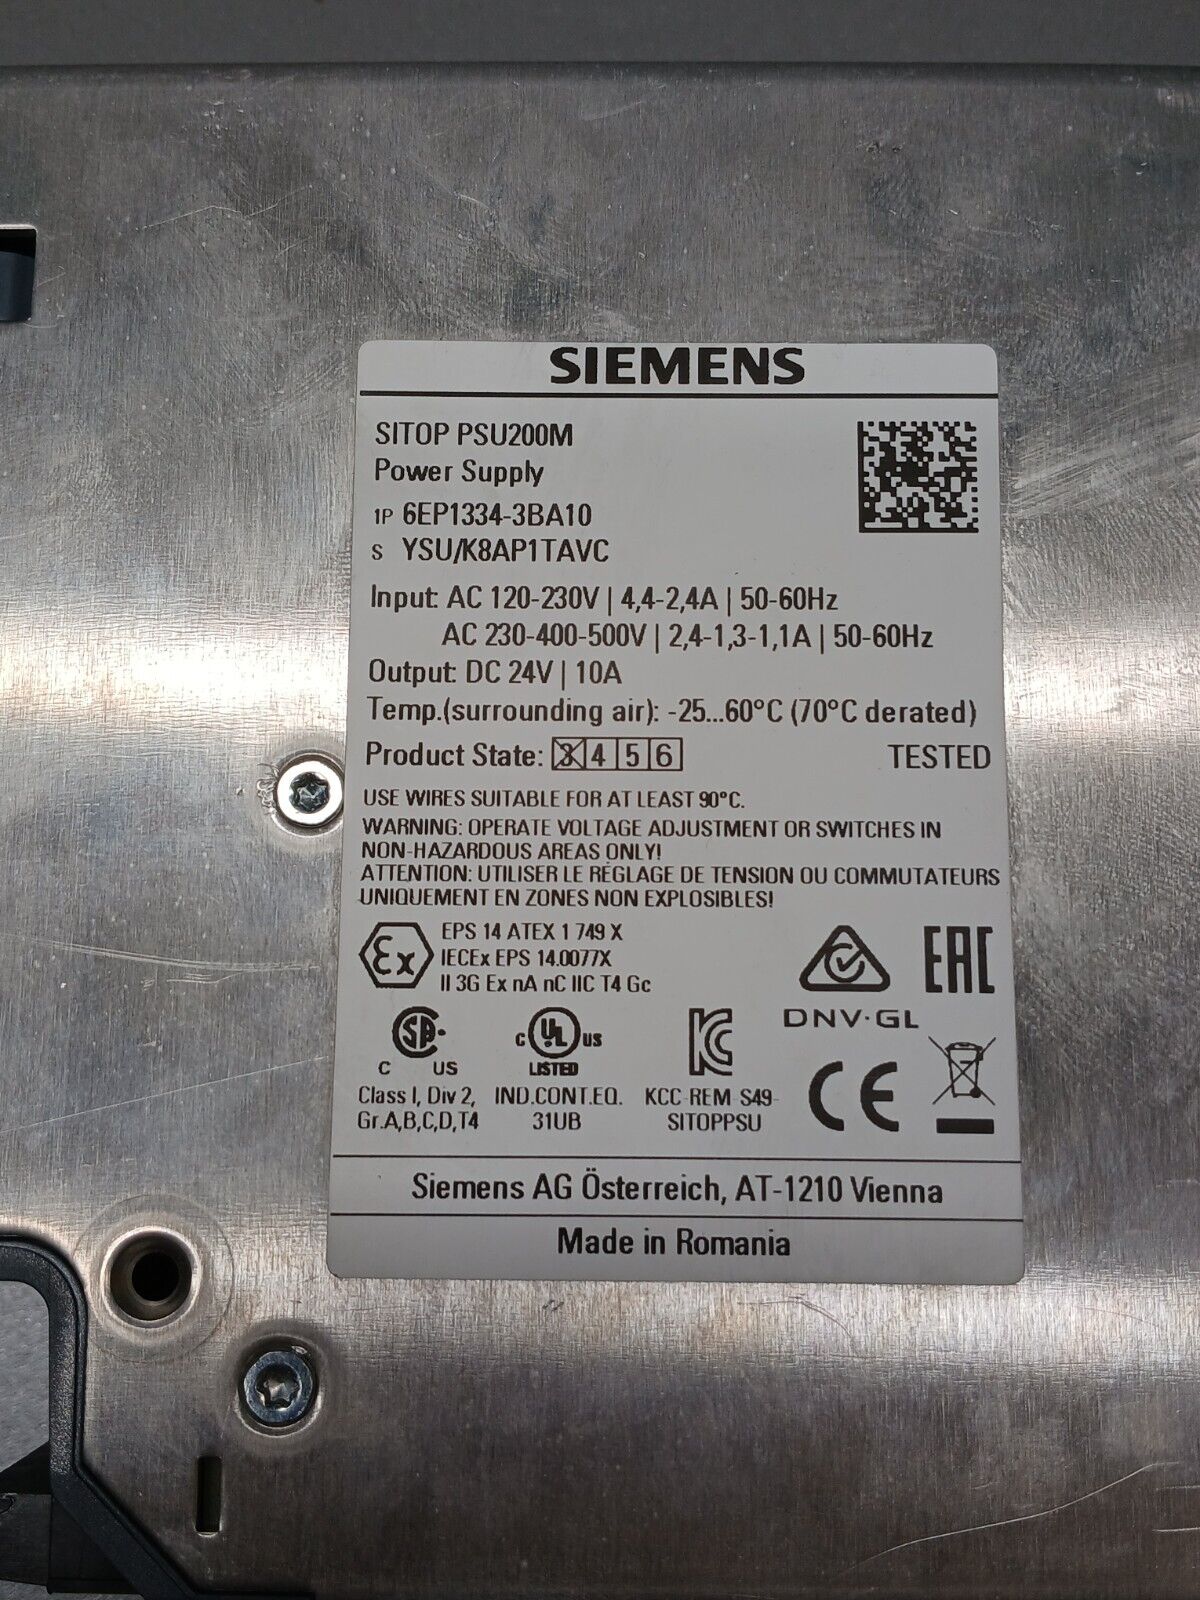 SIEMENS
SITOP PSU200M
Power Supply
1P 6EP1334-3BA10
S YSU/K8AP1TAVC
Input: AC 120-230V | 4,4-2,4A | 50-60Hz
AC 230-400-500V | 2,4-1,3-1,1A | 50-60Hz
Output: DC 24V | 10A
Temp.(surrounding air): -25...60°C (70°C derated)
Product State: 3 4 5 6 TESTED
USE WIRES SUITABLE FOR AT LEAST 90°C.
WARNING: OPERATE VOLTAGE ADJUSTMENT OR SWITCHES IN
NON-HAZARDOUS AREAS ONLY!
ATTENTION: UTILISER LE RÉGLAGE DE TENSION OU COMMUTATEURS
UNIQUEMENT EN ZONES NON EXPLOSIBLES!
Ex
EPS 14 ATEX 1 749 X
IECEx EPS 14.0077X
II 3G Ex nA nC IIC T4 Gc
EAC
DNV·GL
SP
C US
Class I, Div 2,
Gr.A,B,C,D,T4
C UL US
LISTED
IND.CONT.EQ.
31UB
KC
KCC-REM-S49-
SITOPPSU
CE
Siemens AG Österreich, AT-1210 Vienna
Made in Romania